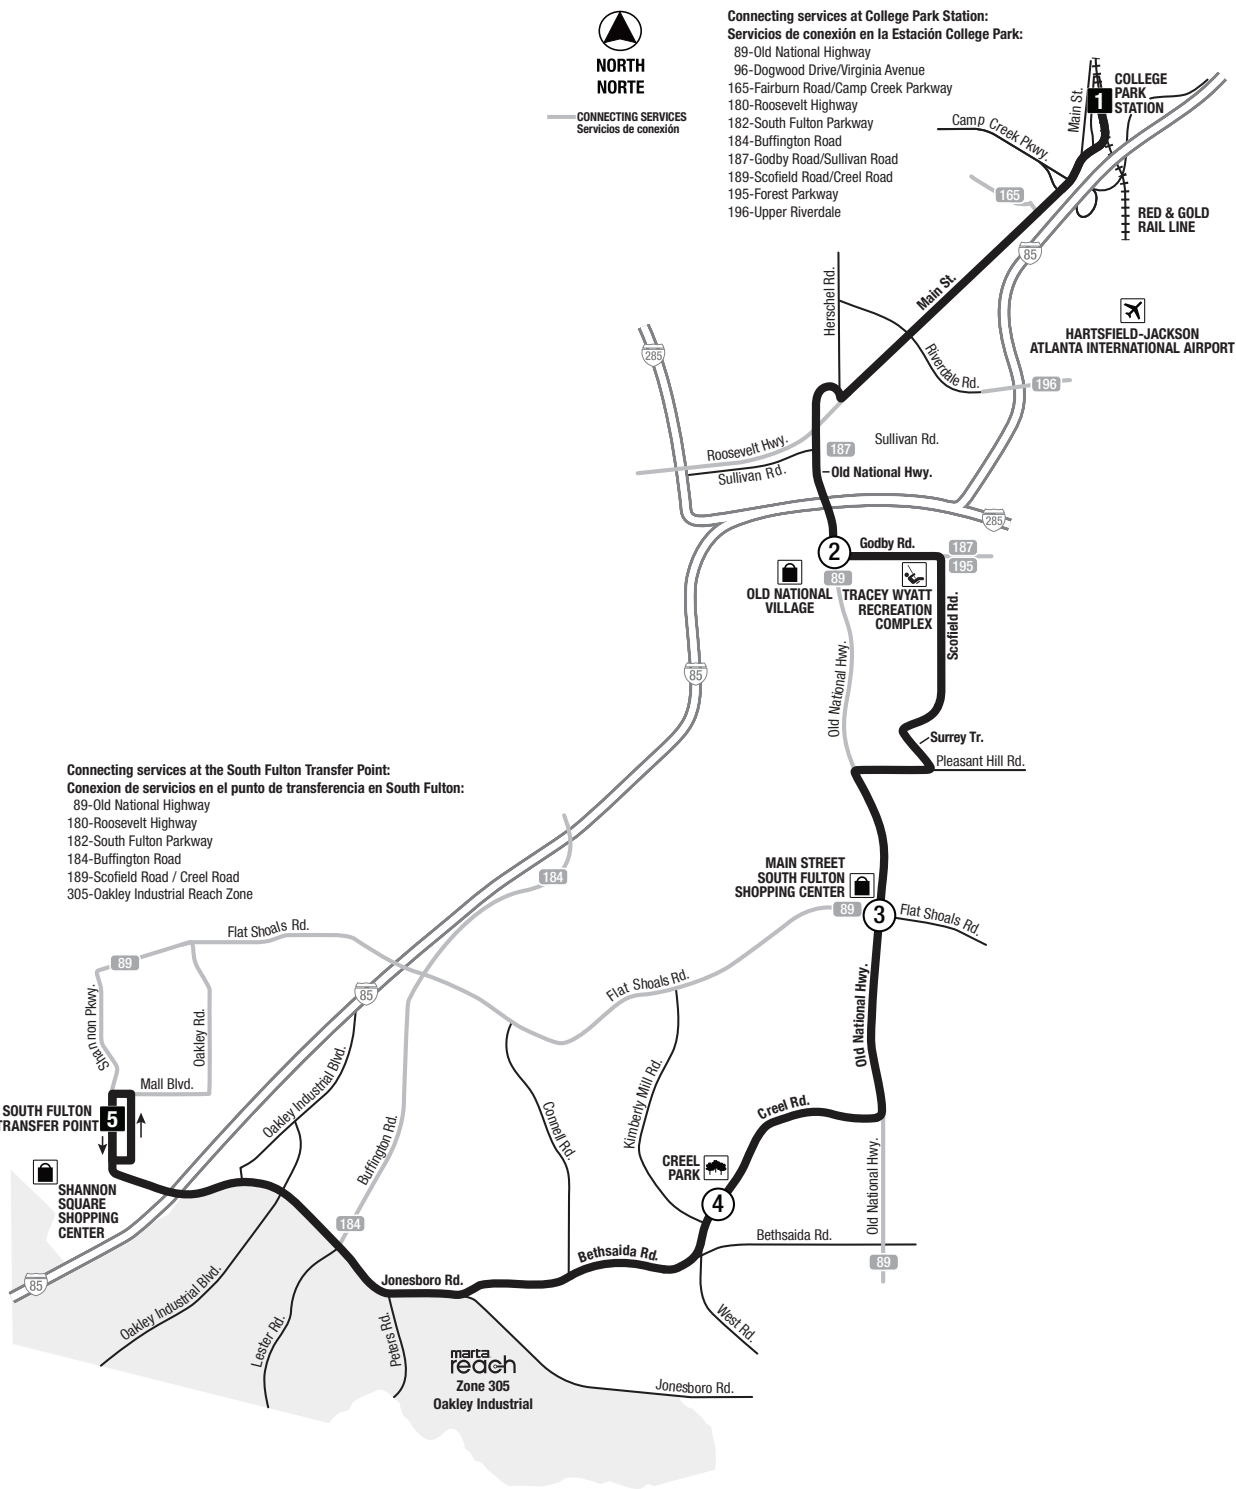 NORTH
NORTE
CONNECTING SERVICES
Servicios de conexión
Connecting services at College Park Station:
Servicios de conexión en la Estación College Park:
89-Old National Highway
96-Dogwood Drive/Virginia Avenue
165-Fairburn Road/Camp Creek Parkway
180-Roosevelt Highway
182-South Fulton Parkway
184-Buffington Road
187-Godby Road/Sullivan Road
189-Scofield Road/Creel Road
195-Forest Parkway
196-Upper Riverdale
Main St.
1
COLLEGE
PARK
STATION
Camp Creek Pkwy.
165
RED & GOLD
RAIL LINE
85
Main St.
Herschel Rd.
HARTSFIELD-JACKSON
ATLANTA INTERNATIONAL AIRPORT
285
Riverdale Rd.
196
Roosevelt Hwy.
187
Sullivan Rd.
Sullivan Rd.
Old National Hwy.
285
2
Godby Rd.
187
195
89
OLD NATIONAL
VILLAGE
TRACEY WYATT
RECREATION
COMPLEX
Scofield Rd.
85
Old National Hwy.
Surrey Tr.
Pleasant Hill Rd.
Connecting services at the South Fulton Transfer Point:
Conexion de servicios en el punto de transferencia en South Fulton:
89-Old National Highway
180-Roosevelt Highway
182-South Fulton Parkway
184-Buffington Road
189-Scofield Road / Creel Road
305-Oakley Industrial Reach Zone
184
MAIN STREET
SOUTH FULTON
SHOPPING CENTER
89
3
Flat Shoals Rd.
Flat Shoals Rd.
89
85
Flat Shoals Rd.
Shannon Pkwy.
Oakley Rd.
Old National Hwy.
Mall Blvd.
Oakley Industrial Blvd.
Kimberly Mill Rd.
Connell Rd.
Creel Rd.
SOUTH FULTON
TRANSFER POINT
5
Buffington Rd.
CREEL
PARK
4
Old National Hwy.
SHANNON
SQUARE
SHOPPING
CENTER
184
Bethsaida Rd.
Bethsaida Rd.
89
85
Jonesboro Rd.
Oakley Industrial Blvd.
Lester Rd.
Peters Rd.
West Rd.
marta
reach
Zone 305
Oakley Industrial
Jonesboro Rd.